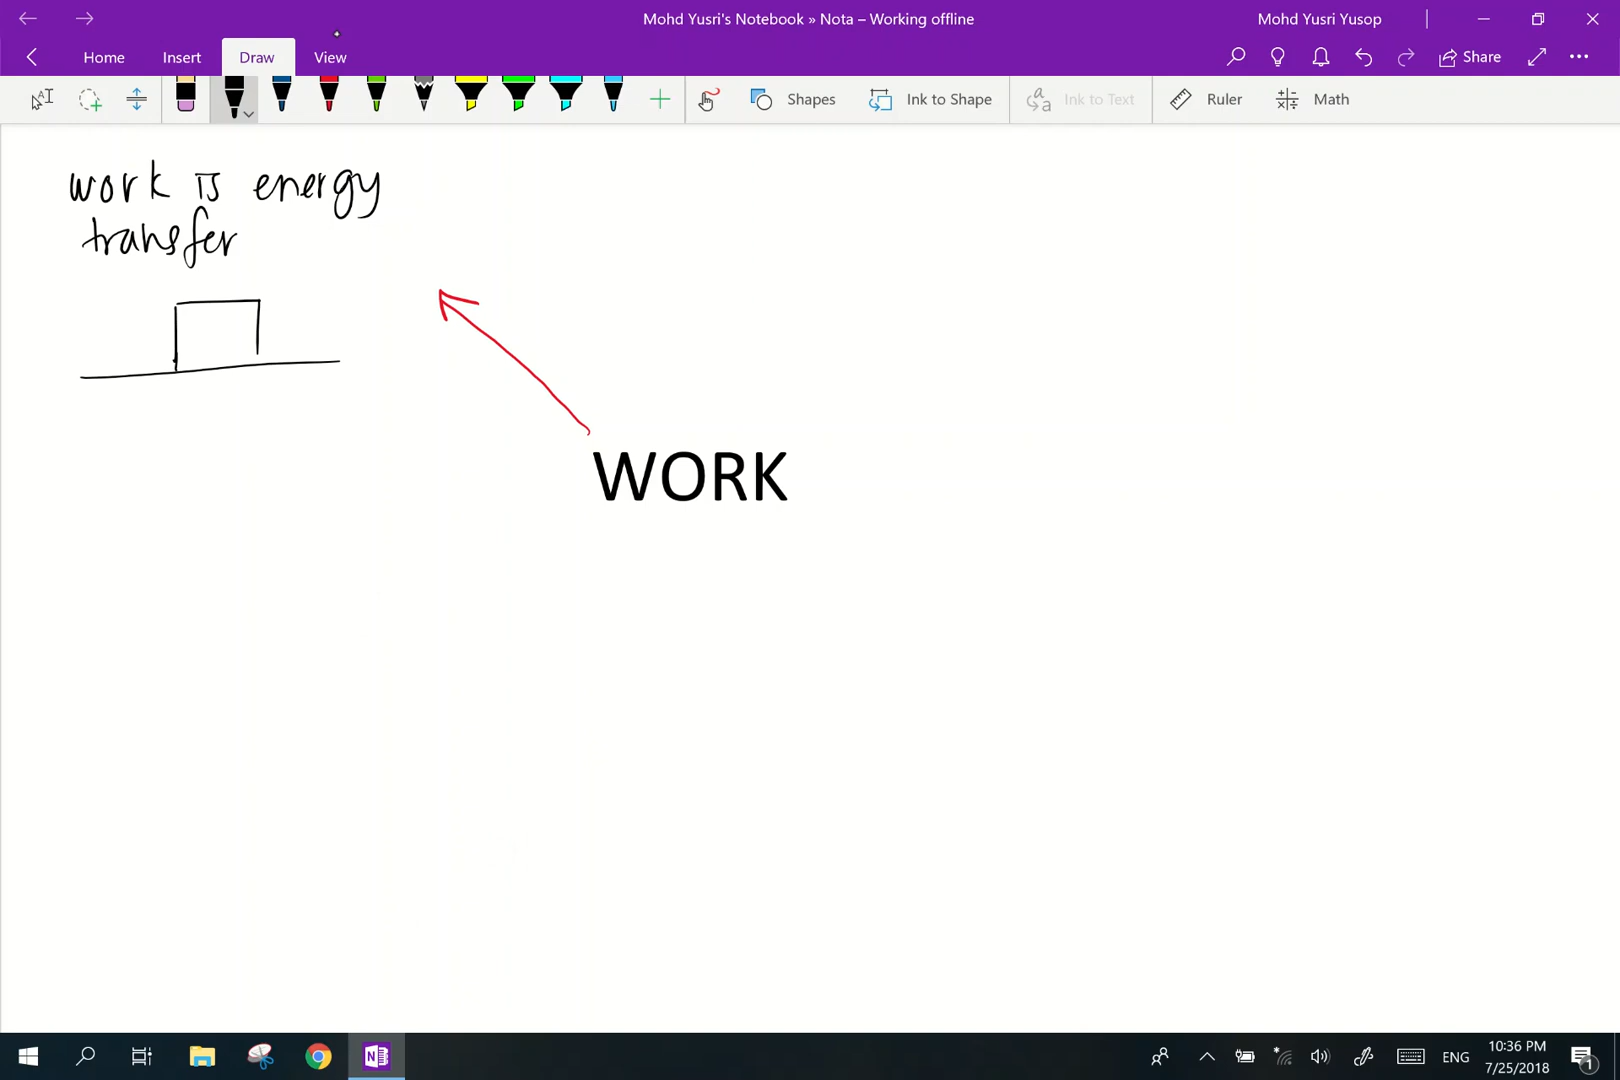 Mohd Yusri's Notebook » Nota – Working offline
Mohd Yusri Yusop
Home Insert Draw View
Share
Shapes Ink to Shape Ink to Text Ruler Math
work is energy
transfer
WORK
ENG
10:36 PM
7/25/2018
1